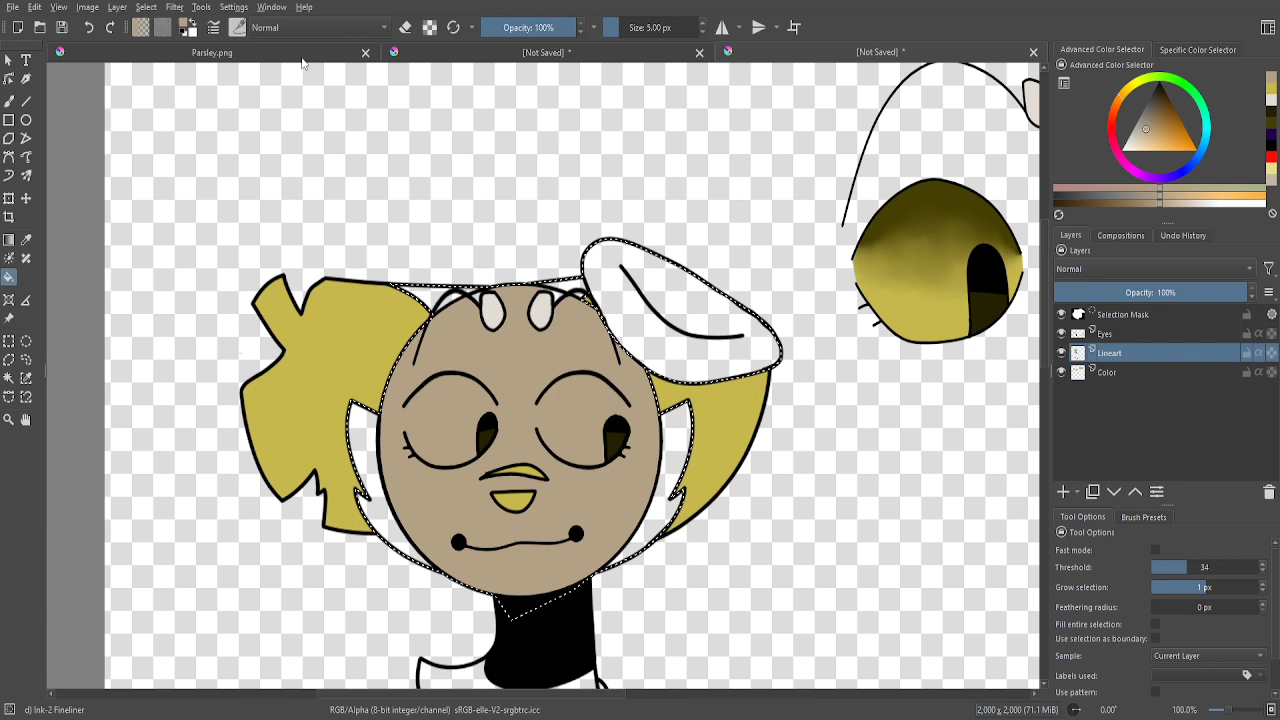 File Edit View Image Layer Select Filter Tools Settings Window Help
Normal Opacity: 100% Size: 5.00 px
Parsley.png [Not Saved] * [Not Saved] *
Advanced Color Selector Specific Color Selector
Advanced Color Selector
Layers Compositions Undo History
Layers
Normal
Opacity: 100%
Selection Mask
Eyes
Lineart
Color
Tool Options Brush Presets
Tool Options
Fast mode:
Threshold: 34
Grow selection: 1 px
Feathering radius: 0 px
Fill entire selection:
Use selection as boundary:
Sample: Current Layer
Labels used:
Use pattern:
d) Ink-2 Fineliner RGB/Alpha (8-bit integer/channel) sRGB-elle-V2-srgbtrc.icc 2,000 x 2,000 (71.1 MiB) 0.00° 100.0%